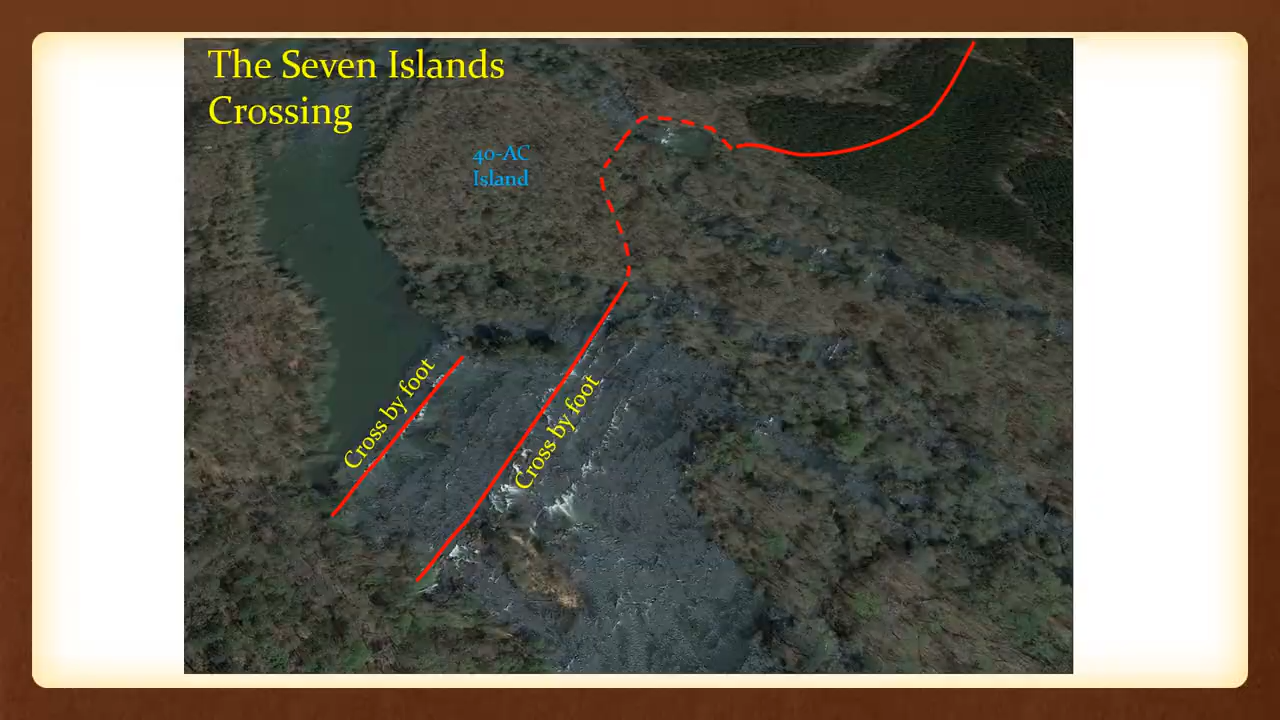 The Seven Islands
Crossing
40-AC
Island
Cross by foot
Cross by foot